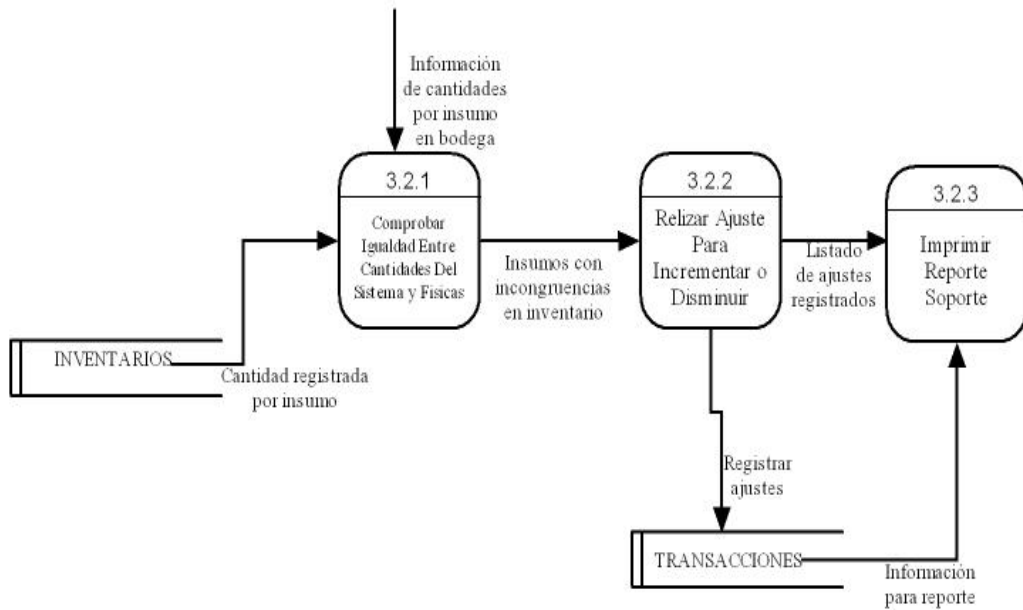 Información
de cantidades
por insumo
en bodega
3.2.1
Comprobar
Igualdad Entre
Cantidades Del
Sistema y Fisicas
Insumos con
incongruencias
en inventario
3.2.2
Relizar Ajuste
Para
Incrementar o
Disminuir
Listado
de ajustes
registrados
3.2.3
Imprimir
Reporte
Soporte
INVENTARIOS
Cantidad registrada
por insumo
Registrar
ajustes
TRANSACCIONES
Información
para reporte